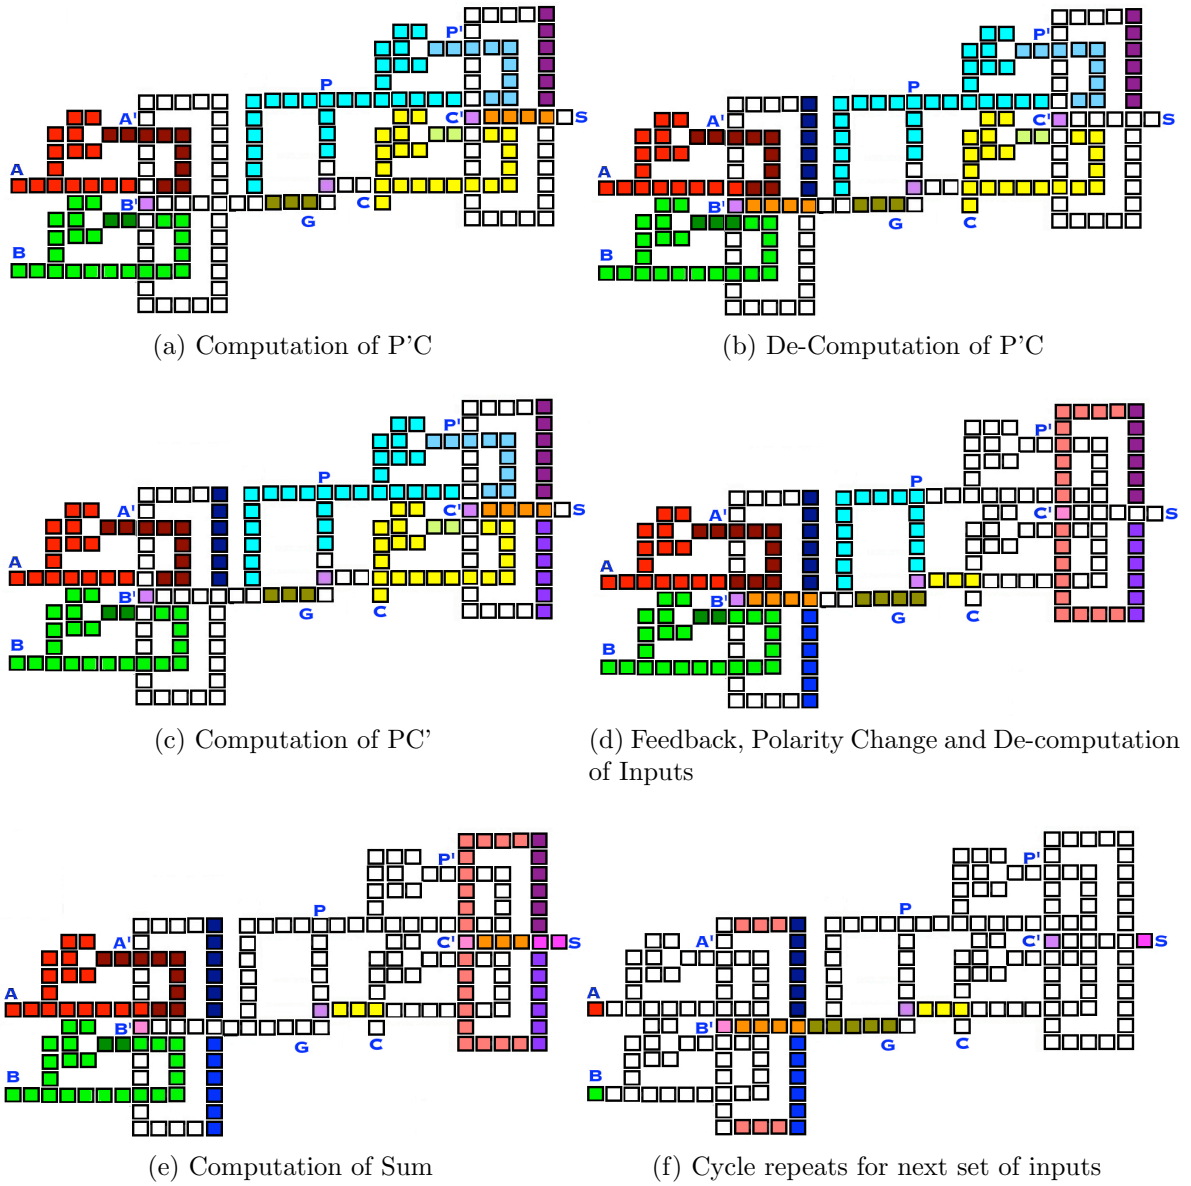 P'
P
C' S
A'
A
B'
G C
B
P'
P
C' S
A'
A
B'
G C
B
(a) Computation of P'C
(b) De-Computation of P'C
P'
P
C' S
A'
A
B'
G C
B
P'
P
C' S
A'
A
B'
G C
B
(c) Computation of PC'
(d) Feedback, Polarity Change and De-computation
of Inputs
P'
P
A' C' S
A
B'
G C
B
P'
P
A' C' S
A
B'
G C
B
(e) Computation of Sum
(f) Cycle repeats for next set of inputs